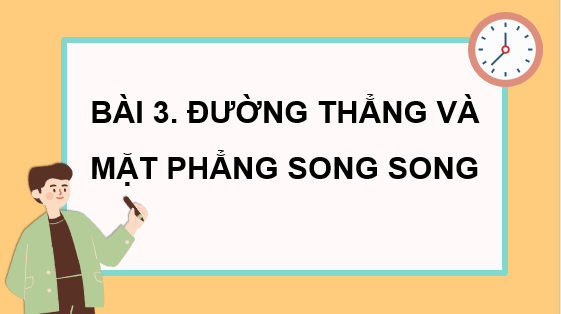 BÀI 3. ĐƯỜNG THẲNG VÀ
MẶT PHẲNG SONG SONG